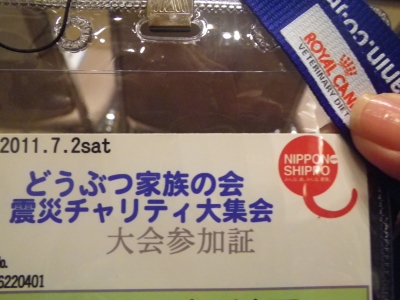 ROYAL CANIN
VETERINARY DIET
2011.7.2sat
NIPPON
SHIPPO
どうぶつ家族の会
震災チャリティ大集会
大会参加証
6220401